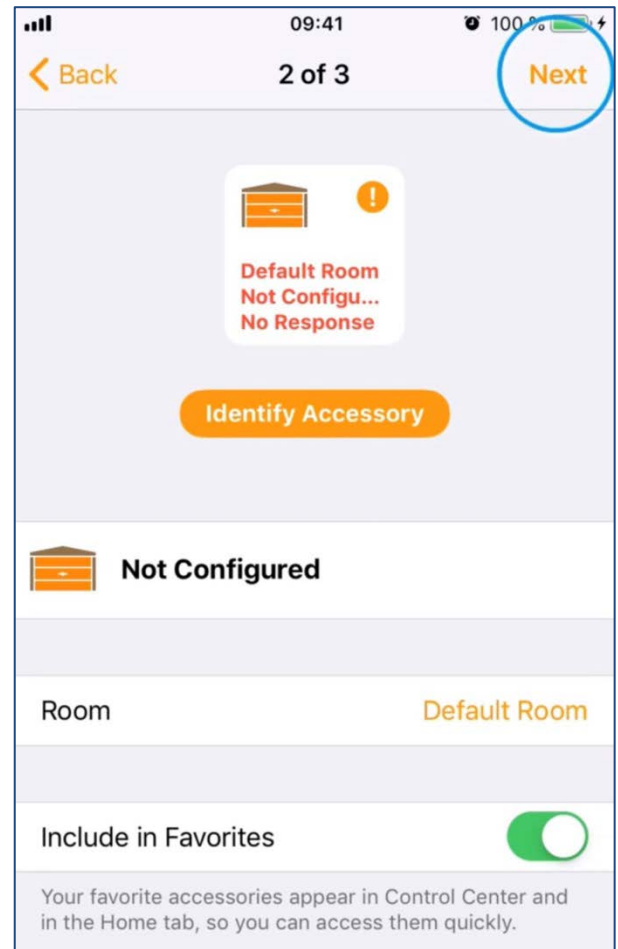 09:41
100 %
Back
2 of 3
Next
!
Default Room
Not Configu...
No Response
Identify Accessory
Not Configured
Room
Default Room
Include in Favorites
Your favorite accessories appear in Control Center and
in the Home tab, so you can access them quickly.